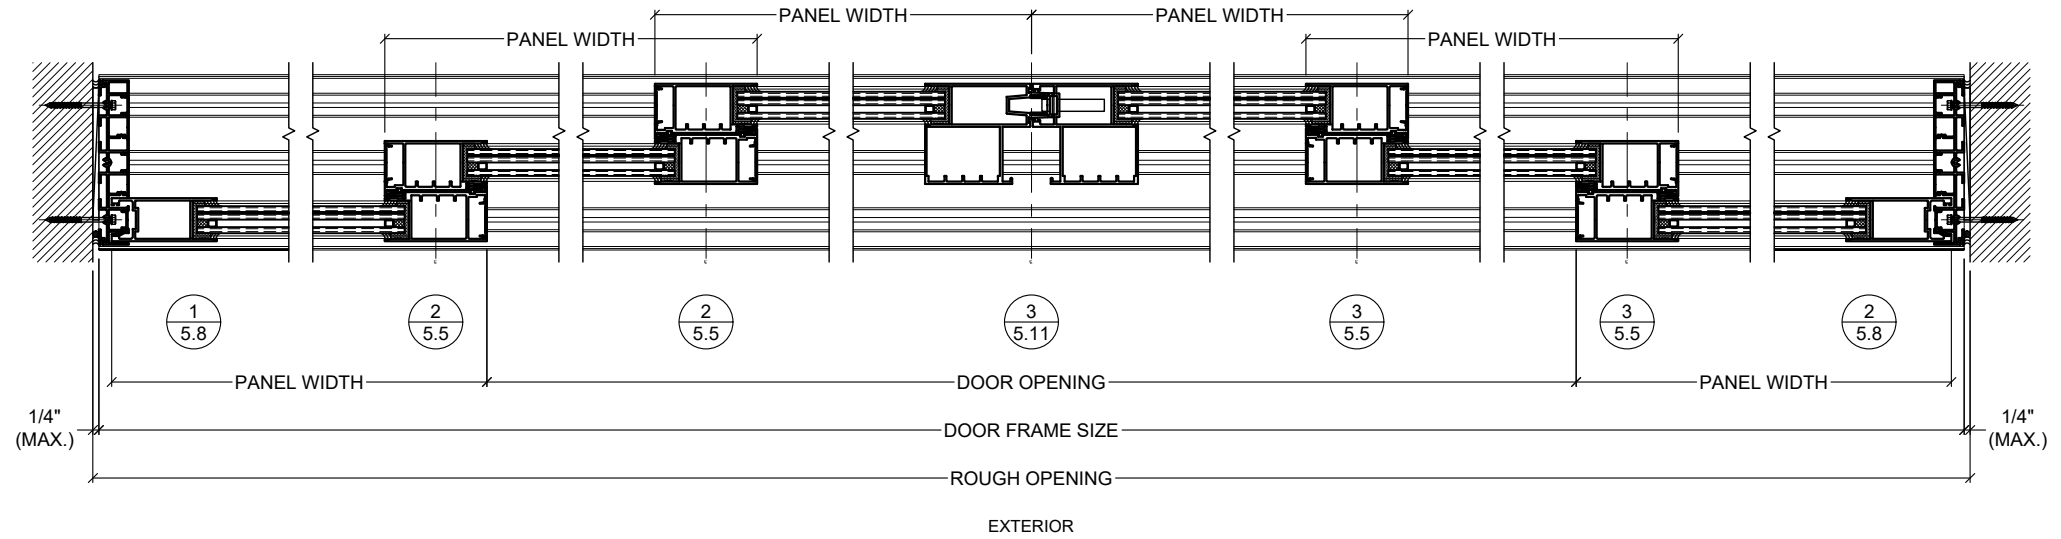 PANEL WIDTH PANEL WIDTH
PANEL WIDTH PANEL WIDTH
1 2 2 3 3 3 2
5.8 5.5 5.5 5.11 5.5 5.5 5.8
PANEL WIDTH DOOR OPENING PANEL WIDTH
1/4" 1/4"
(MAX.) DOOR FRAME SIZE (MAX.)
ROUGH OPENING
EXTERIOR